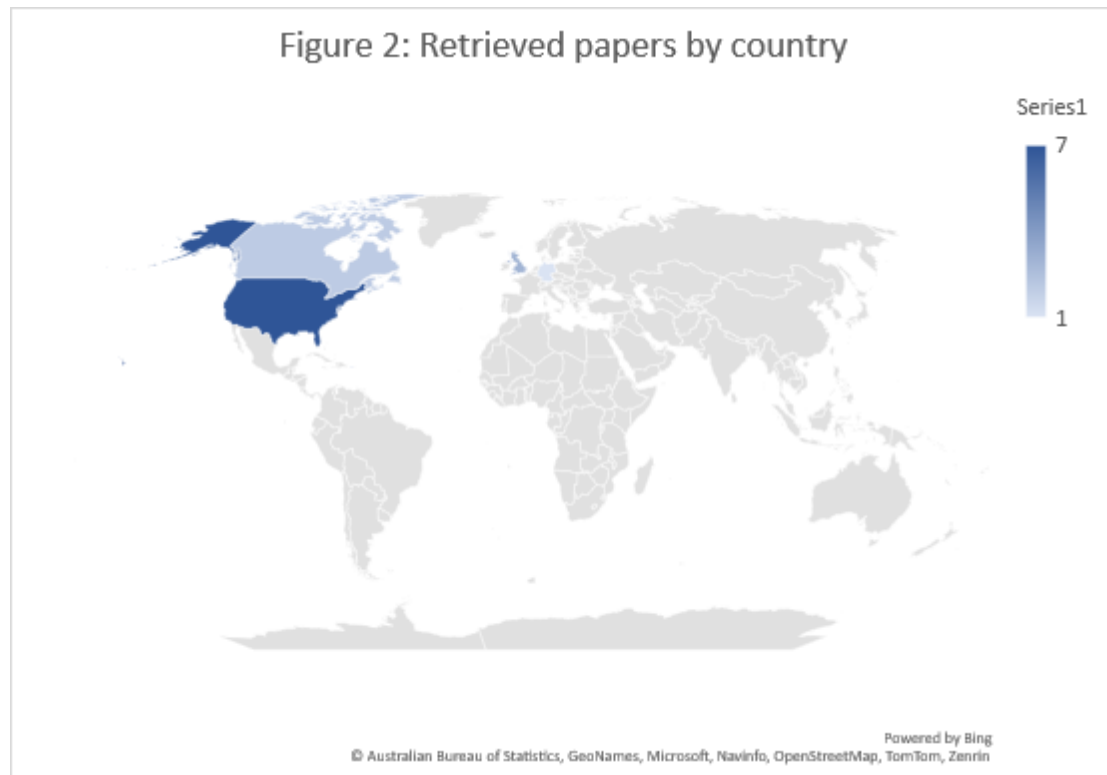 Figure 2: Retrieved papers by country
Series1
7
1
Powered by Bing
© Australian Bureau of Statistics, GeoNames, Microsoft, Navinfo, OpenStreetMap, TomTom, Zenrin